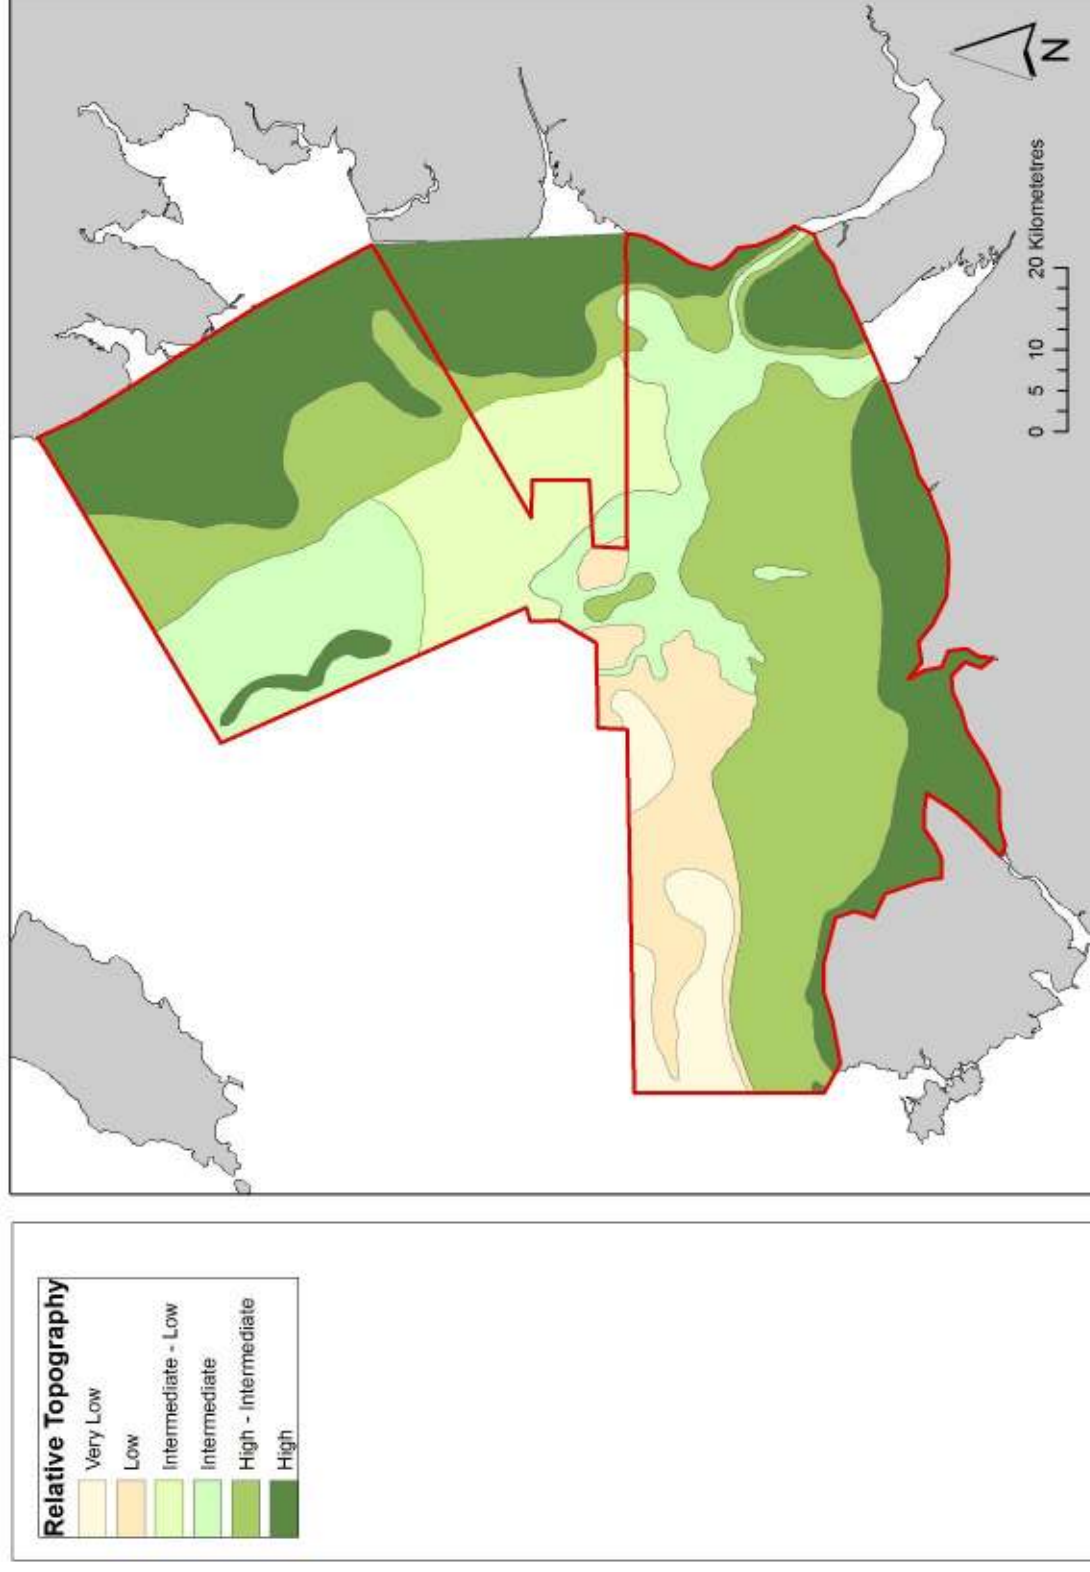 Relative Topography
Very Low
Low
Intermediate - Low
Intermediate
High - Intermediate
High
0 5 10 20 Kilometetres
N